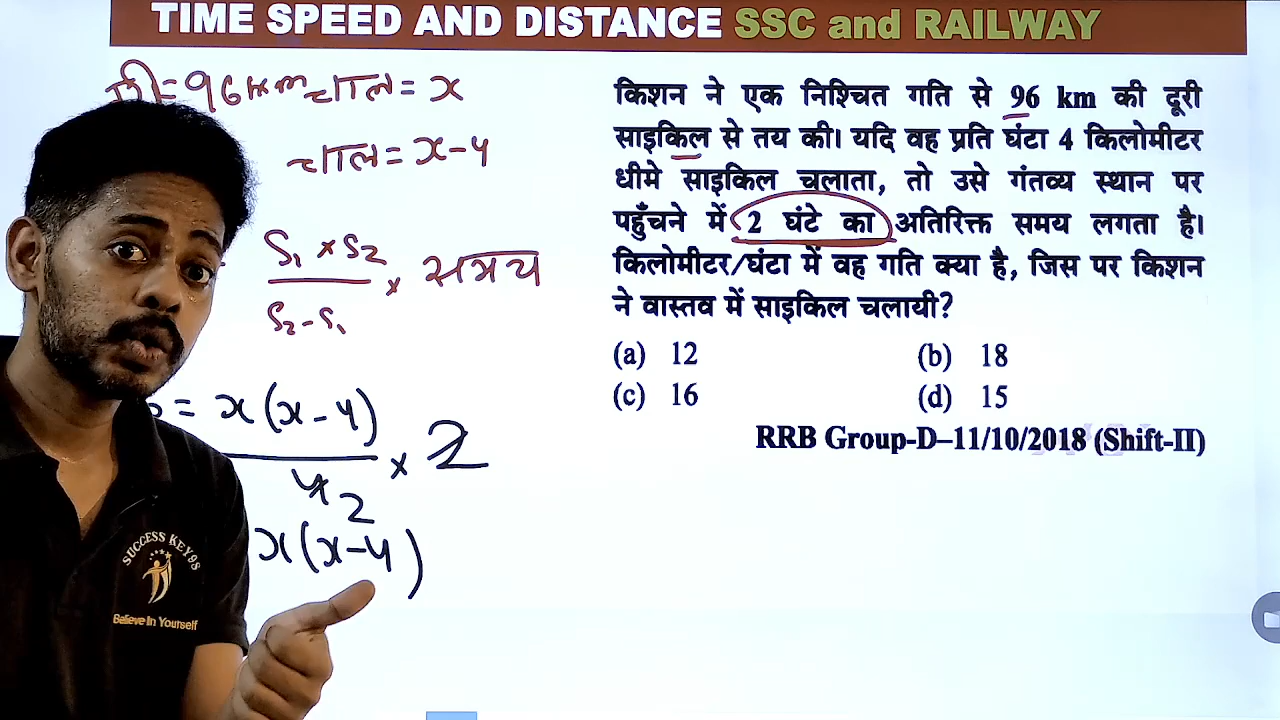 TIME SPEED AND DISTANCE SSC and RAILWAY
=96km चाल = x
चाल = x-4
S1 × S2 / S2-S1 × समय
= x(x-4) / 4 × 2
2
x(x-4)
किशन ने एक निश्चित गति से 96 km की दूरी
साइकिल से तय की। यदि वह प्रति घंटा 4 किलोमीटर
धीमे साइकिल चलाता, तो उसे गंतव्य स्थान पर
पहुँचने में 2 घंटे का अतिरिक्त समय लगता है।
किलोमीटर/घंटा में वह गति क्या है, जिस पर किशन
ने वास्तव में साइकिल चलायी?
(a) 12 (b) 18
(c) 16 (d) 15
RRB Group-D–11/10/2018 (Shift-II)
SUCCESS KEY98
Believe In Yourself